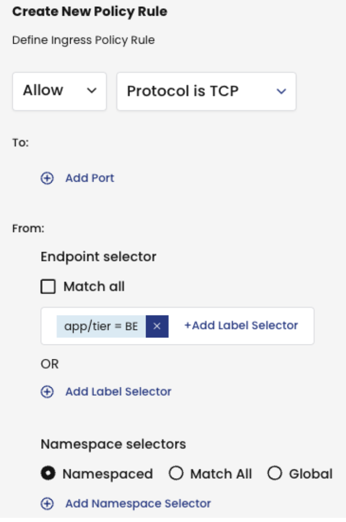 Create New Policy Rule
Define Ingress Policy Rule
Allow Protocol is TCP
To:
Add Port
From:
Endpoint selector
Match all
app/tier = BE × +Add Label Selector
OR
Add Label Selector
Namespace selectors
Namespaced Match All Global
Add Namespace Selector